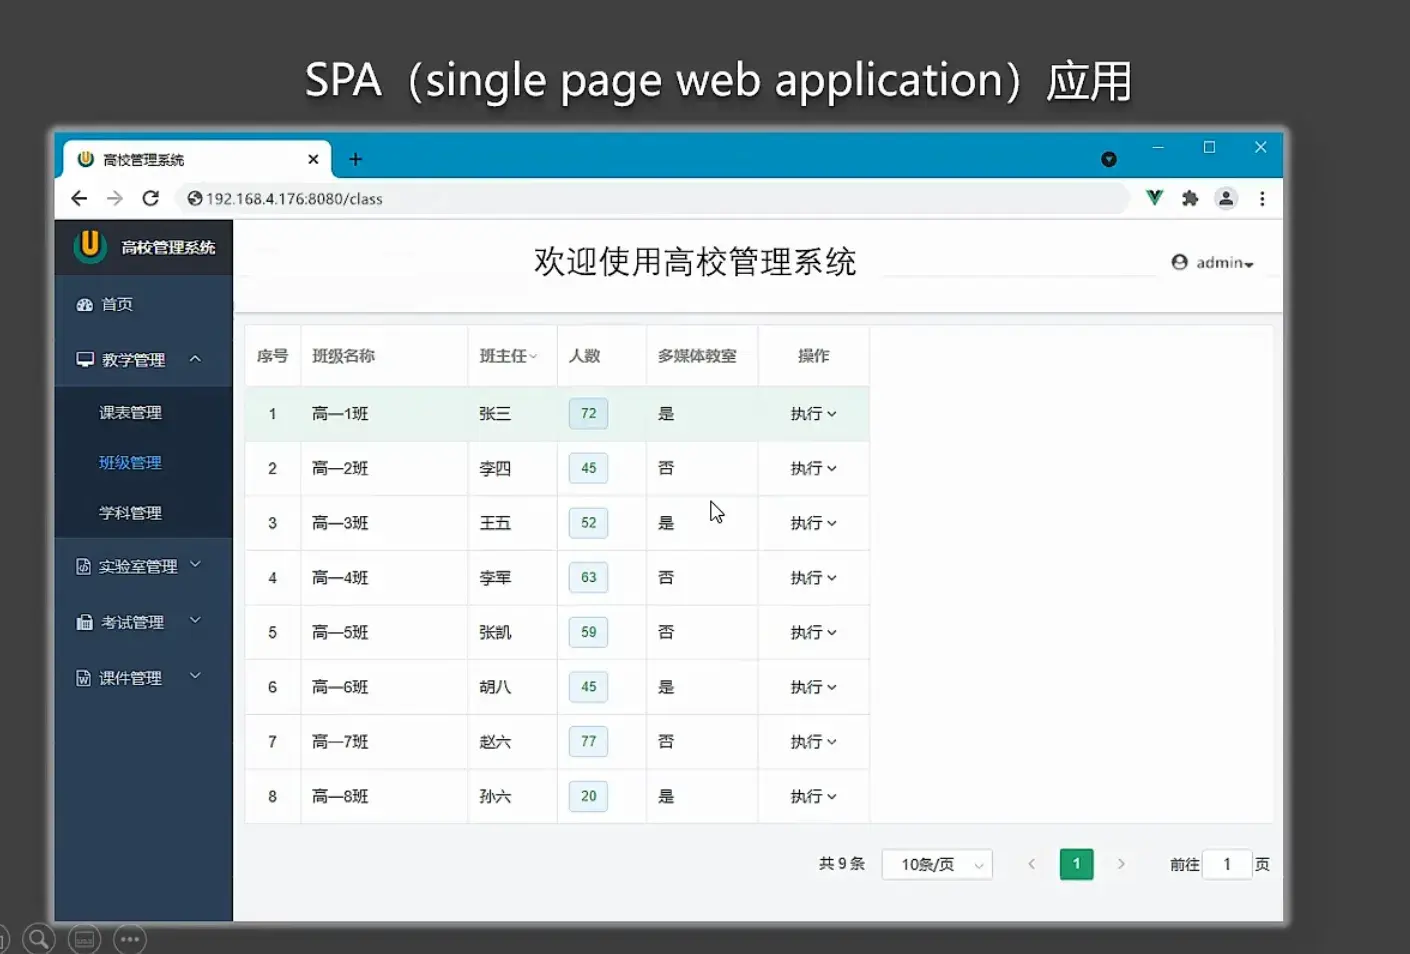 SPA（single page web application）应用
高校管理系统
192.168.4.176:8080/class
高校管理系统
欢迎使用高校管理系统
admin
首页
教学管理
课表管理
班级管理
学科管理
实验室管理
考试管理
课件管理
序号 班级名称 班主任 人数 多媒体教室 操作
1 高一1班 张三 72 是 执行
2 高一2班 李四 45 否 执行
3 高一3班 王五 52 是 执行
4 高一4班 李军 63 否 执行
5 高一5班 张凯 59 否 执行
6 高一6班 胡八 45 是 执行
7 高一7班 赵六 77 否 执行
8 高一8班 孙六 20 是 执行
共 9 条 10条/页 1 前往 1 页